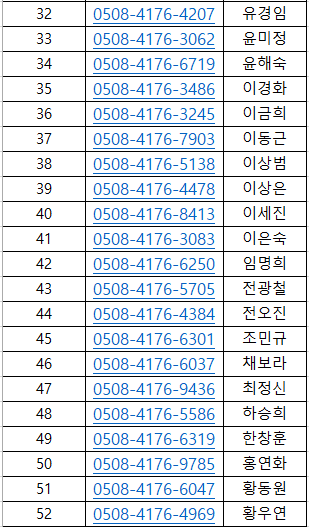 32 0508-4176-4207 유경임
33 0508-4176-3062 윤미정
34 0508-4176-6719 윤해숙
35 0508-4176-3486 이경화
36 0508-4176-3245 이금희
37 0508-4176-7903 이동근
38 0508-4176-5138 이상범
39 0508-4176-4478 이상은
40 0508-4176-8413 이세진
41 0508-4176-3083 이은숙
42 0508-4176-6250 임명희
43 0508-4176-5705 전광철
44 0508-4176-4384 전오진
45 0508-4176-6301 조민규
46 0508-4176-6037 채보라
47 0508-4176-9436 최정신
48 0508-4176-5586 하승희
49 0508-4176-6319 한창훈
50 0508-4176-9785 홍연화
51 0508-4176-6047 황동원
52 0508-4176-4969 황우연